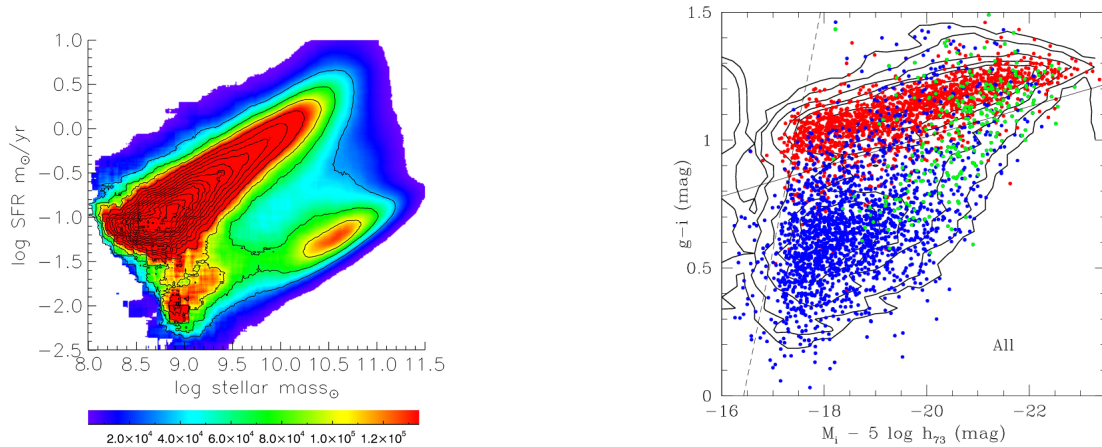 1.0
0.5
0.0
−0.5
−1.0
−1.5
−2.0
−2.5
log SFR m⊙/yr
8.0 8.5 9.0 9.5 10.0 10.5 11.0 11.5
log stellar mass⊙
2.0•10⁴ 4.0•10⁴ 6.0•10⁴ 8.0•10⁴ 1.0•10⁵ 1.2•10⁵
1.5
1
0.5
0
g−i (mag)
All
−16 −18 −20 −22
Mᵢ − 5 log h₇₃ (mag)